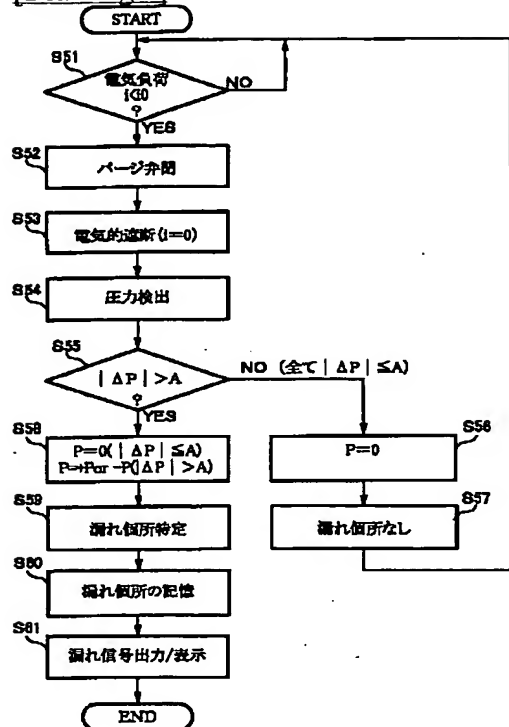 START
S51
電気負荷
i≦0
?
NO
YES
S52
パージ弁閉
S53
電気的遮断(i=0)
S54
圧力検出
S55
|ΔP|>A
?
NO (全て|ΔP|≦A)
YES
S58
P=0(|ΔP|≦A)
P=+Por -P(|ΔP|>A)
S56
P=0
S59
漏れ個所特定
S57
漏れ個所なし
S60
漏れ個所の記憶
S61
漏れ信号出力/表示
END